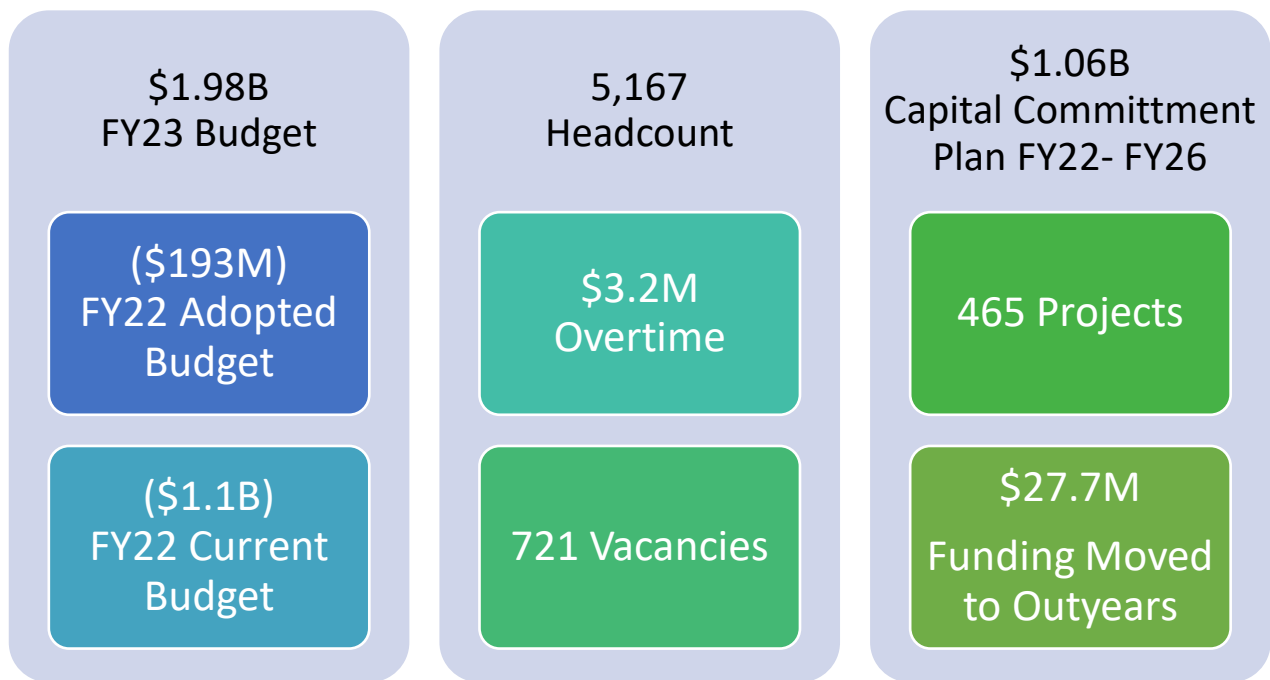 $1.98B
FY23 Budget
($193M)
FY22 Adopted
Budget
($1.1B)
FY22 Current
Budget
5,167
Headcount
$3.2M
Overtime
721 Vacancies
$1.06B
Capital Committment
Plan FY22- FY26
465 Projects
$27.7M
Funding Moved
to Outyears